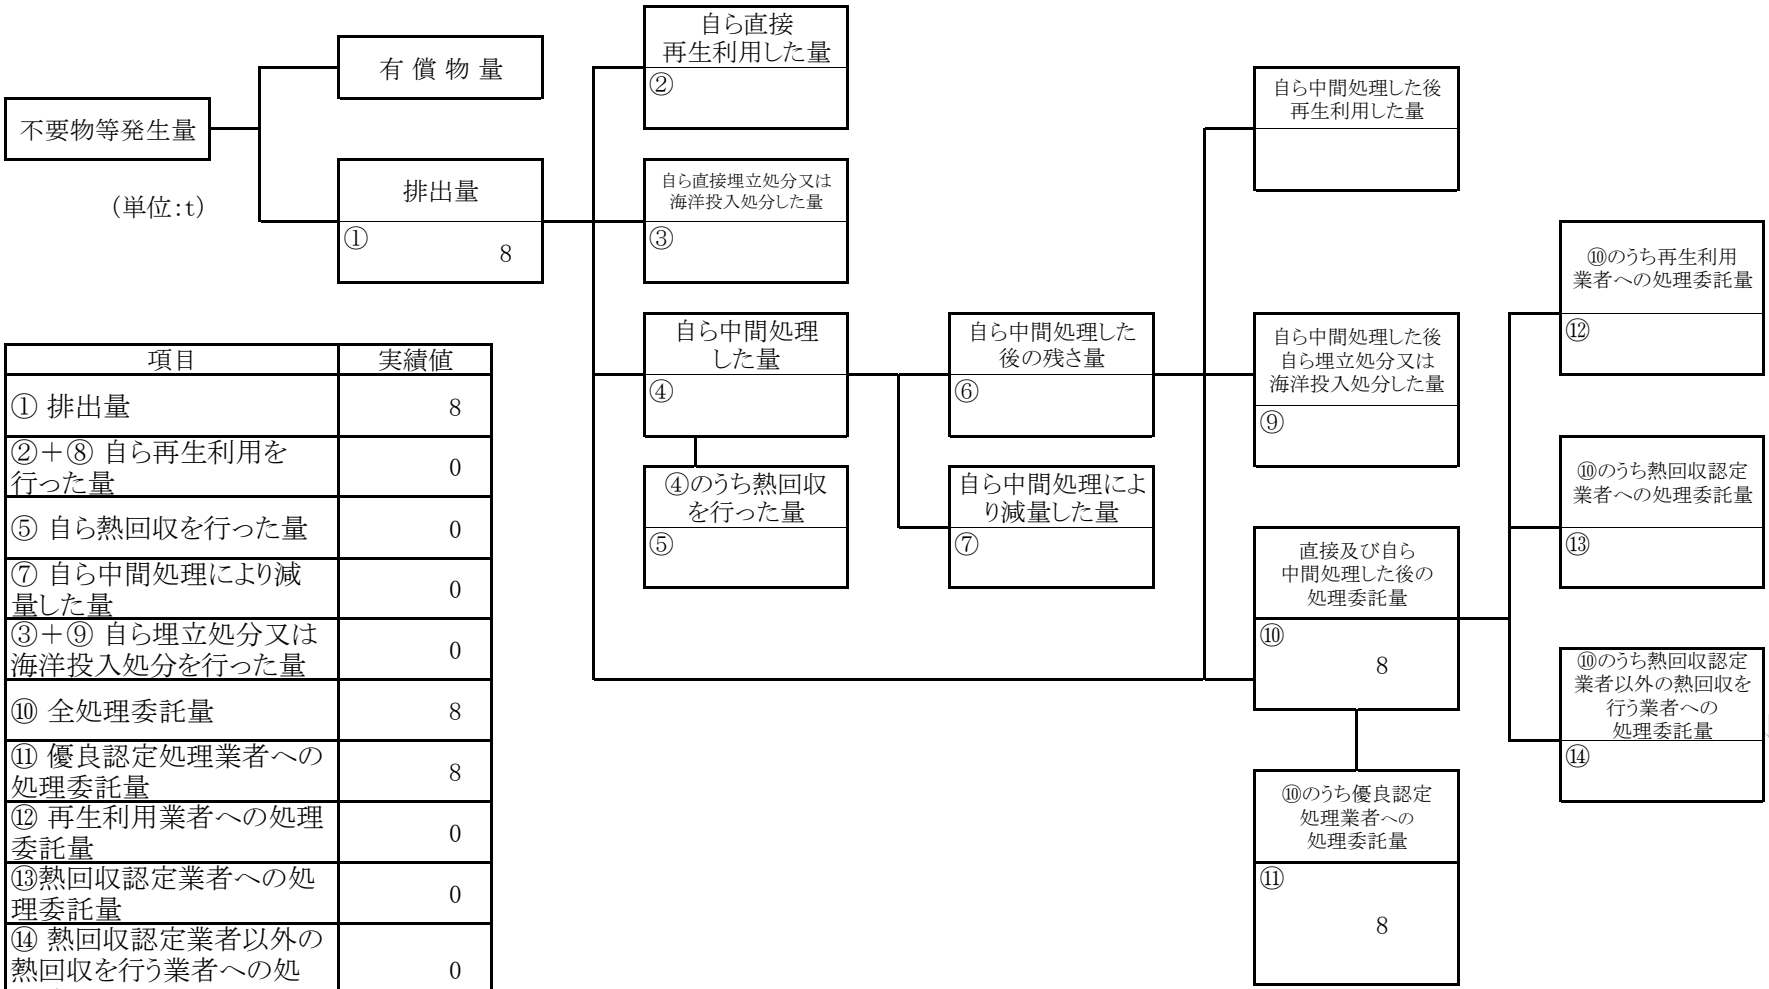 不要物等発生量
(単位:t)
有 償 物 量
排出量
①
8
自ら直接
再生利用した量
②
自ら直接埋立処分又は
海洋投入処分した量
③
自ら中間処理
した量
④
④のうち熱回収
を行った量
⑤
自ら中間処理した
後の残さ量
⑥
自ら中間処理によ
り減量した量
⑦
自ら中間処理した後
再生利用した量
自ら中間処理した後
自ら埋立処分又は
海洋投入処分した量
⑨
直接及び自ら
中間処理した後の
処理委託量
⑩
8
⑩のうち優良認定
処理業者への
処理委託量
⑪
8
⑩のうち再生利用
業者への処理委託量
⑫
⑩のうち熱回収認定
業者への処理委託量
⑬
⑩のうち熱回収認定
業者以外の熱回収を
行う業者への
処理委託量
⑭
項目 実績値
① 排出量 8
②+⑧ 自ら再生利用を
行った量 0
⑤ 自ら熱回収を行った量 0
⑦ 自ら中間処理により減
量した量 0
③+⑨ 自ら埋立処分又は
海洋投入処分を行った量 0
⑩ 全処理委託量 8
⑪ 優良認定処理業者への
処理委託量 8
⑫ 再生利用業者への処理
委託量 0
⑬熱回収認定業者への処
理委託量 0
⑭ 熱回収認定業者以外の
熱回収を行う業者への処 0